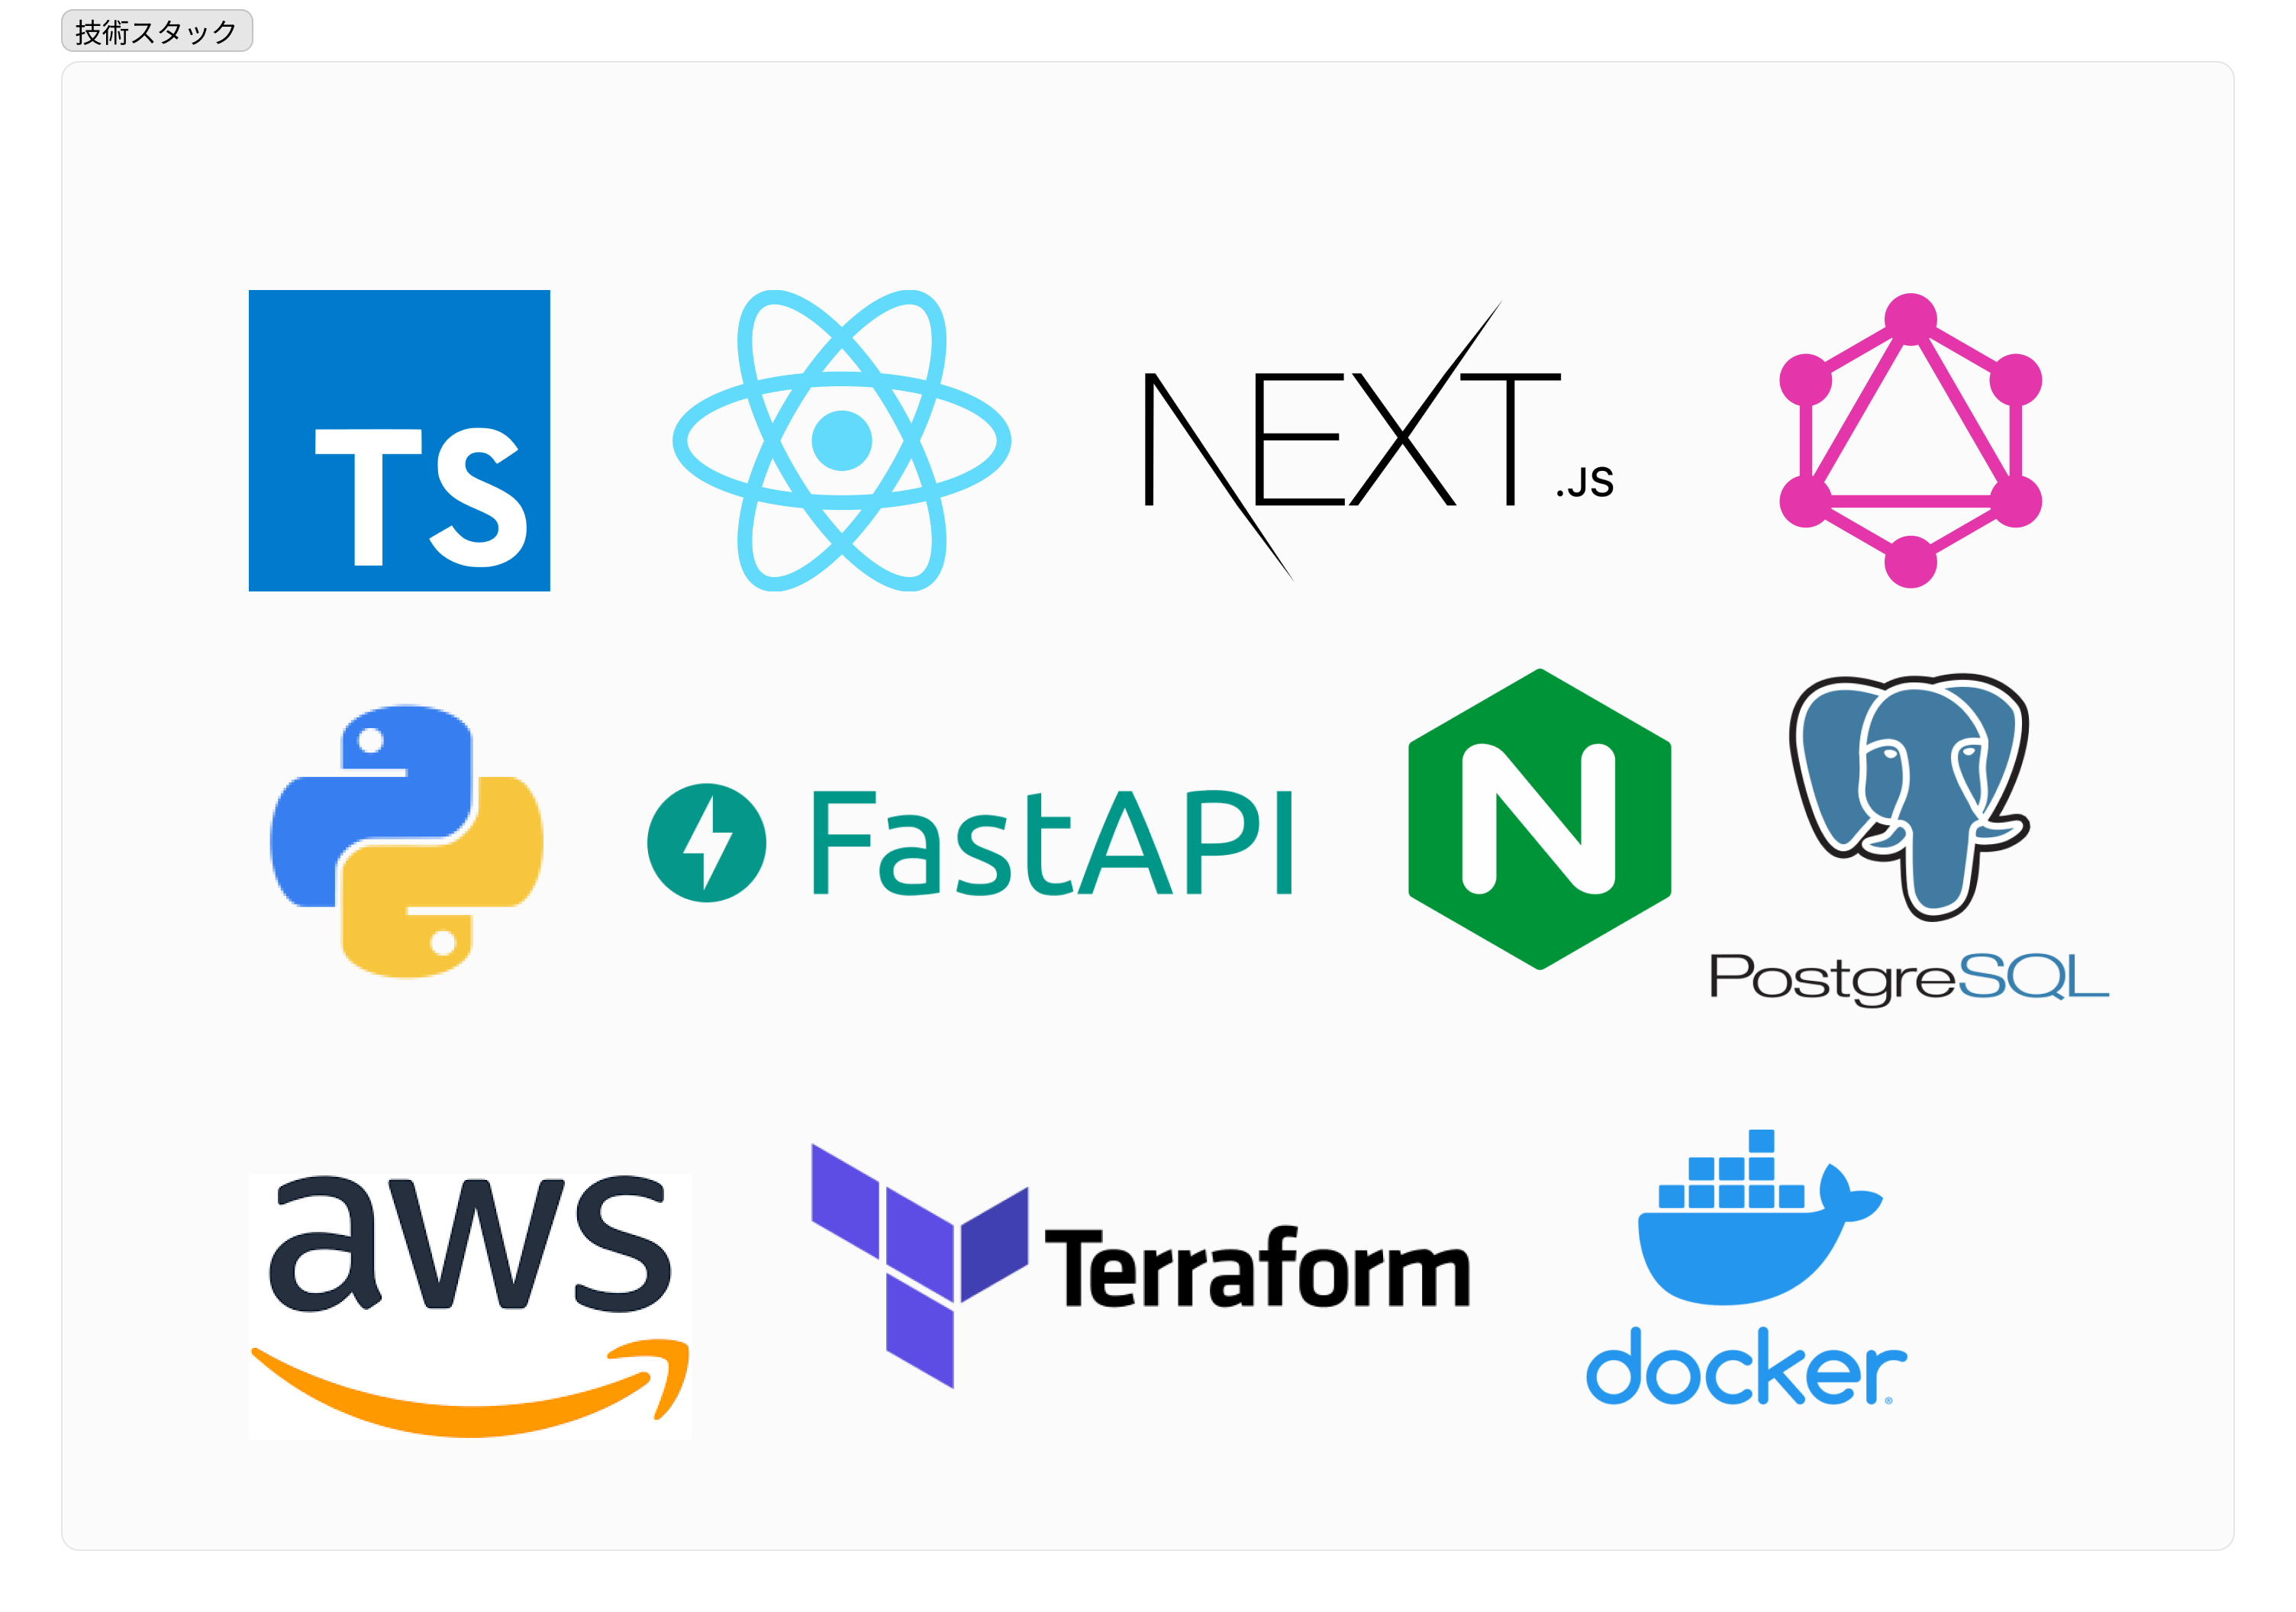 技術スタック
TS
NEXT.JS
FastAPI
N
PostgreSQL
aws
Terraform
docker®